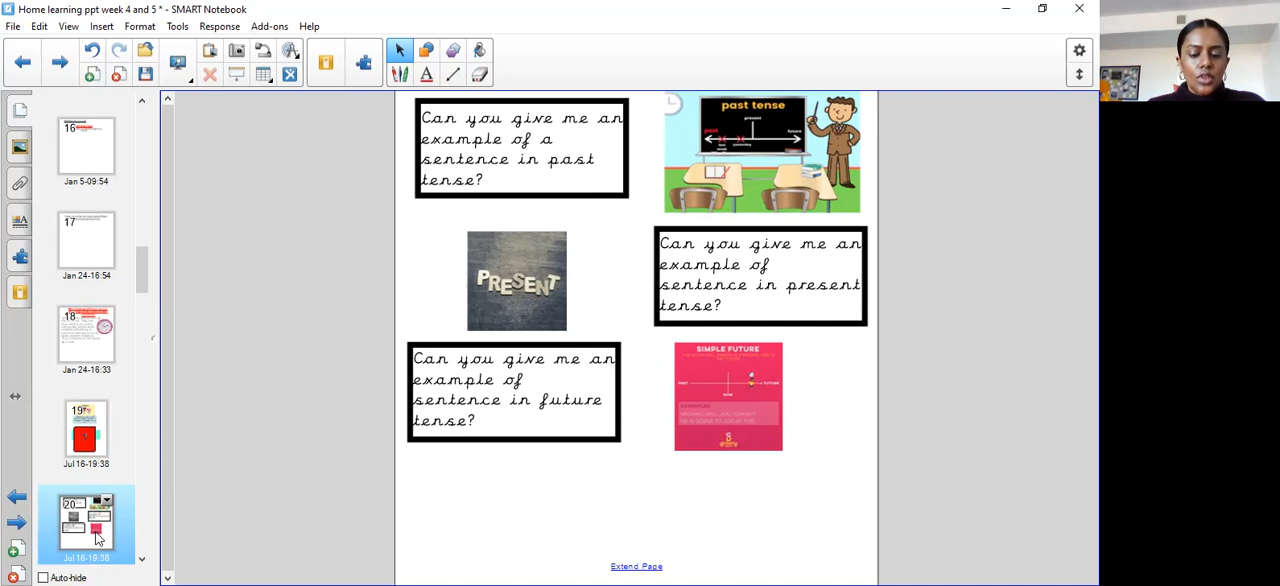 Home learning ppt week 4 and 5 * - SMART Notebook
File Edit View Insert Format Tools Response Add-ons Help
16
Jan 5-09:54
17
Jan 24-16:54
18
Jan 24-16:33
19
Jul 16-19:38
20
Jul 16-19:38
Auto-hide
Can you give me an
example of a
sentence in past
tense?
past tense
present
past
future
last
week
yesterday
PRESENT
Can you give me an
example of
sentence in present
tense?
Can you give me an
example of
sentence in future
tense?
SIMPLE FUTURE
PAST
FUTURE
NOW
Extend Page